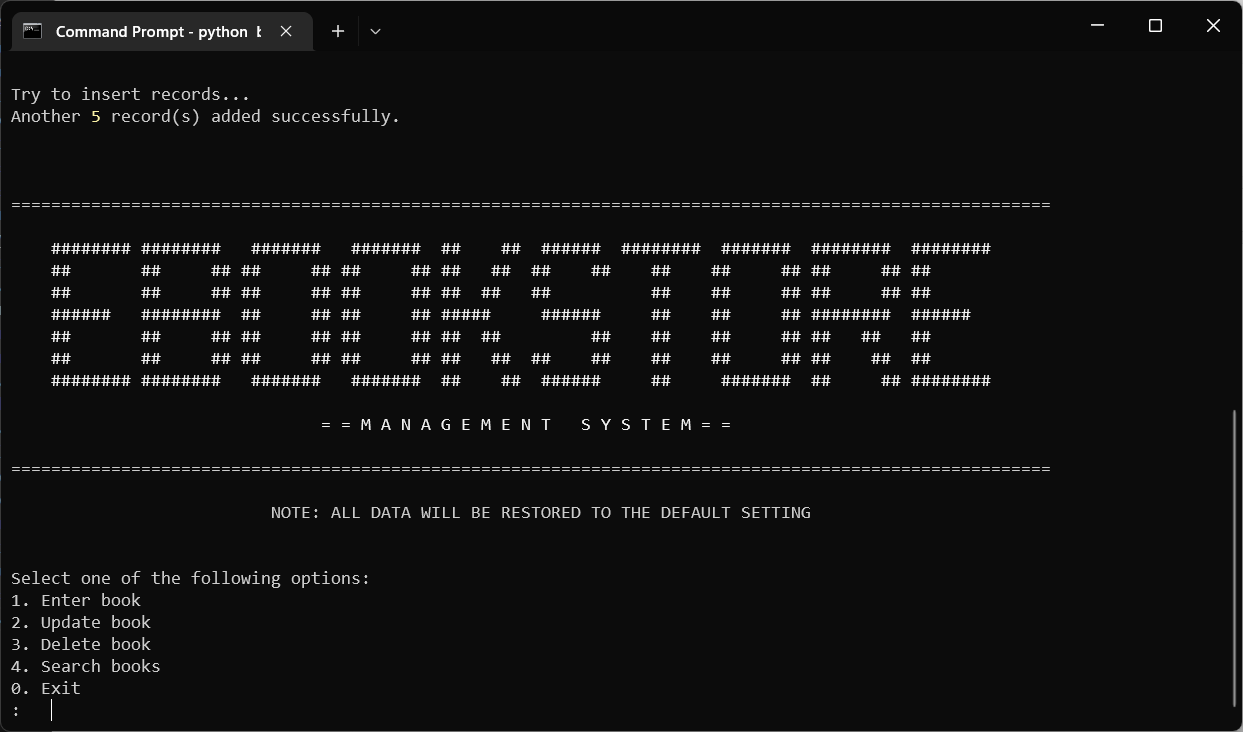 Command Prompt - python b
Try to insert records...
Another 5 record(s) added successfully.
========================================================================================================
    ######## ########   #######   #######  ##    ##  ######  ########  #######  ########  ########
    ##       ##     ## ##     ## ##     ## ##   ##  ##    ##    ##    ##     ## ##     ## ##
    ##       ##     ## ##     ## ##     ## ##  ##   ##          ##    ##     ## ##     ## ##
    ######   ########  ##     ## ##     ## #####     ######     ##    ##     ## ########  ######
    ##       ##     ## ##     ## ##     ## ##  ##         ##    ##    ##     ## ##   ##   ##
    ##       ##     ## ##     ## ##     ## ##   ##  ##    ##    ##    ##     ## ##    ##  ##
    ######## ########   #######   #######  ##    ##  ######     ##     #######  ##     ## ########
= = M A N A G E M E N T   S Y S T E M = =
========================================================================================================
NOTE: ALL DATA WILL BE RESTORED TO THE DEFAULT SETTING
Select one of the following options:
1. Enter book
2. Update book
3. Delete book
4. Search books
0. Exit
: